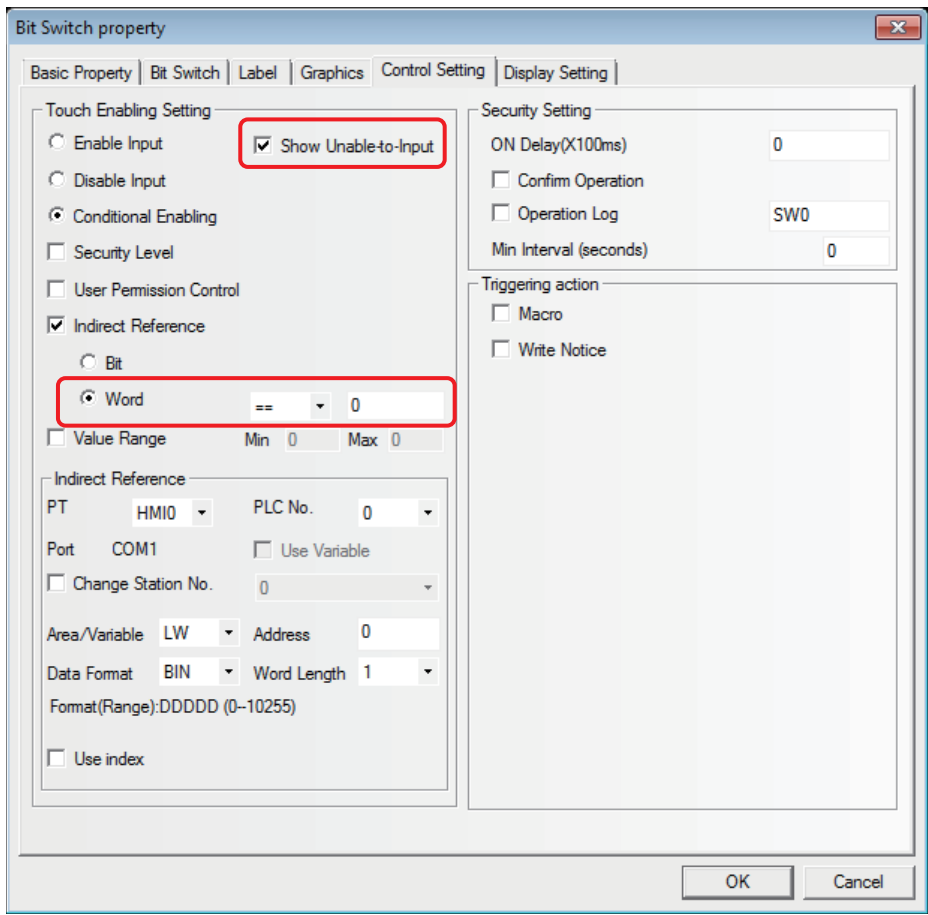 Bit Switch property
Basic Property Bit Switch Label Graphics Control Setting Display Setting
Touch Enabling Setting
Enable Input Show Unable-to-Input
Disable Input
Conditional Enabling
Security Level
User Permission Control
Indirect Reference
Bit
Word == 0
Value Range Min 0 Max 0
Indirect Reference
PT HMI0 PLC No. 0
Port COM1 Use Variable
Change Station No. 0
Area/Variable LW Address 0
Data Format BIN Word Length 1
Format(Range):DDDDD (0--10255)
Use index
Security Setting
ON Delay(X100ms) 0
Confirm Operation
Operation Log SW0
Min Interval (seconds) 0
Triggering action
Macro
Write Notice
OK Cancel